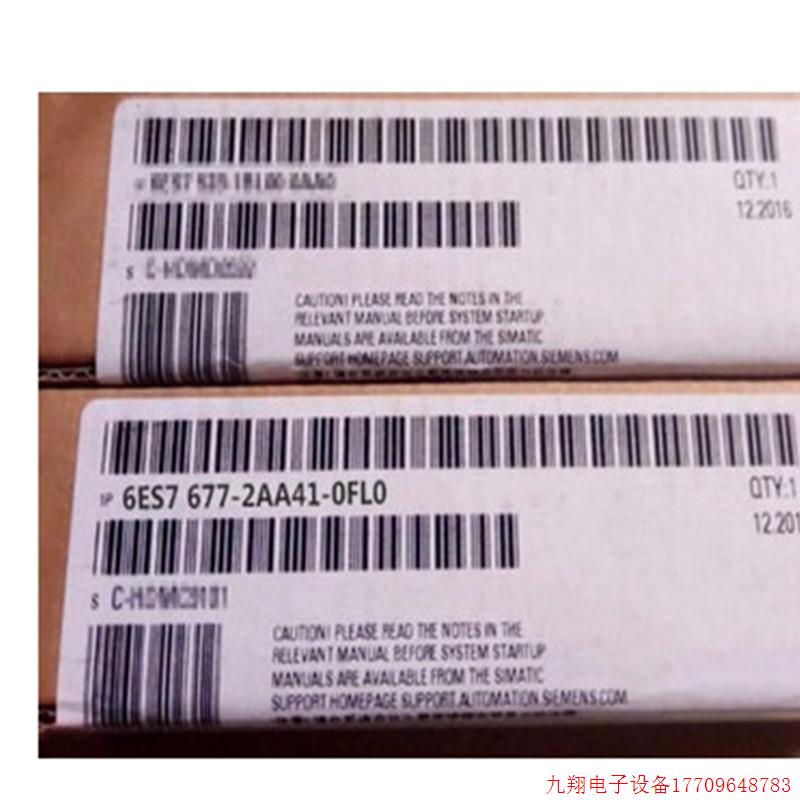 QTY:1
12.2016
S
CAUTION! PLEASE READ THE NOTES IN THE
RELEVANT MANUAL BEFORE SYSTEM STARTUP
MANUALS ARE AVAILABLE FROM THE SIMATIC
SUPPORT HOMEPAGE SUPPORT.AUTOMATION.SIEMENS.COM
1P 6ES7 677-2AA41-0FL0
QTY:1
12.201
S
CAUTION! PLEASE READ THE NOTES IN THE
RELEVANT MANUAL BEFORE SYSTEM STARTUP
MANUALS ARE AVAILABLE FROM THE SIMATIC
SUPPORT HOMEPAGE SUPPORT.AUTOMATION.SIEMENS.COM
九翔电子设备17709648783